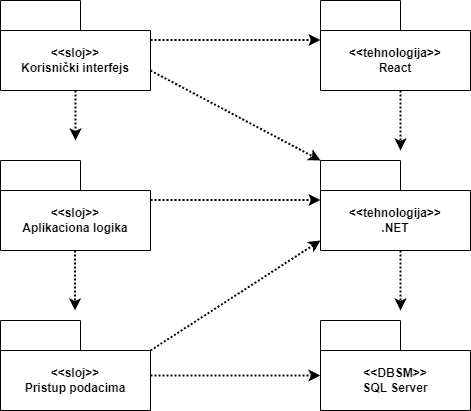 <<sloj>>
Korisnički interfejs
<<tehnologija>>
React
<<sloj>>
Aplikaciona logika
<<tehnologija>>
.NET
<<sloj>>
Pristup podacima
<<DBSM>>
SQL Server